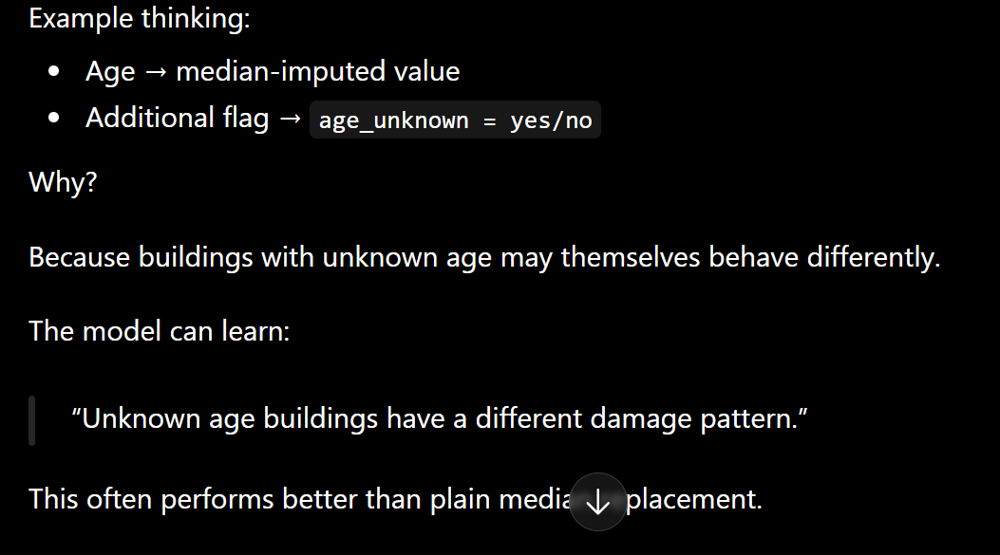 Example thinking:
• Age → median-imputed value
• Additional flag → age_unknown = yes/no
Why?
Because buildings with unknown age may themselves behave differently.
The model can learn:
“Unknown age buildings have a different damage pattern.”
This often performs better than plain placement.